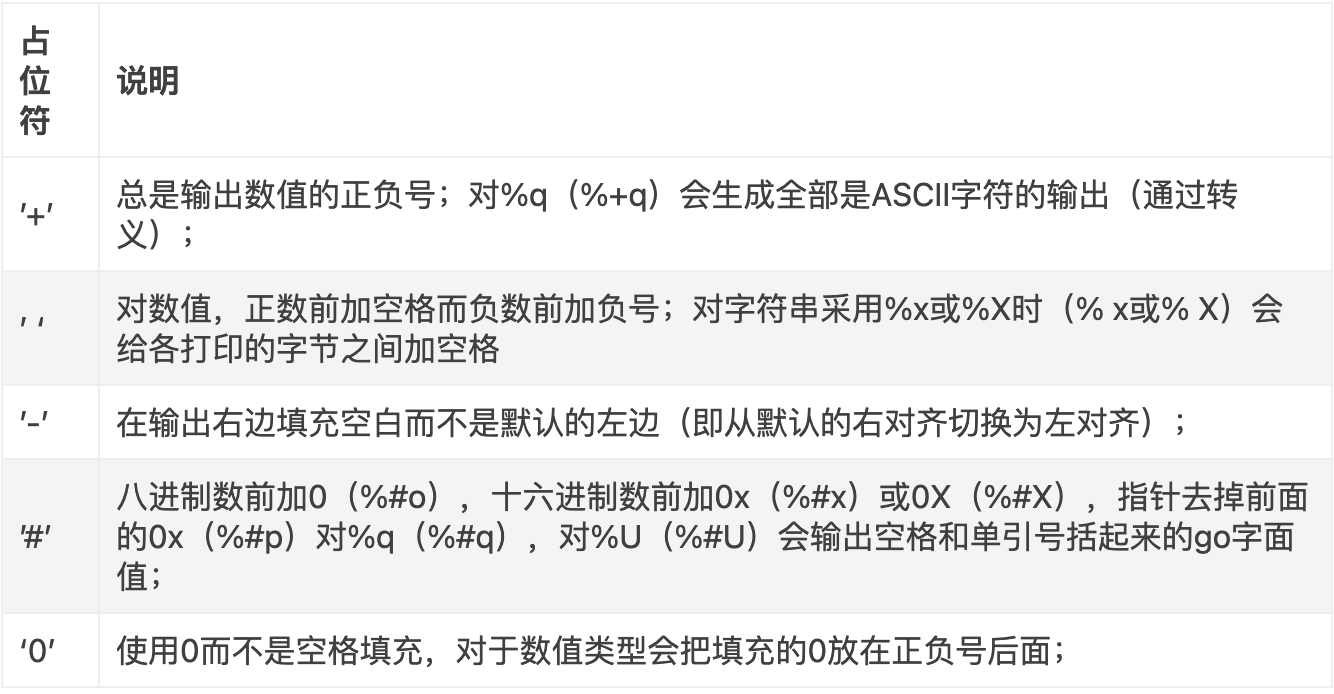 占
位
符
说明
'+'
总是输出数值的正负号；对%q（%+q）会生成全部是ASCII字符的输出（通过转
义）；
' '
对数值，正数前加空格而负数前加负号；对字符串采用%x或%X时（% x或% X）会
给各打印的字节之间加空格
'-'
在输出右边填充空白而不是默认的左边（即从默认的右对齐切换为左对齐）；
'#'
八进制数前加0（%#o），十六进制数前加0x（%#x）或0X（%#X），指针去掉前面
的0x（%#p）对%q（%#q），对%U（%#U）会输出空格和单引号括起来的go字面
值；
‘0’
使用0而不是空格填充，对于数值类型会把填充的0放在正负号后面；